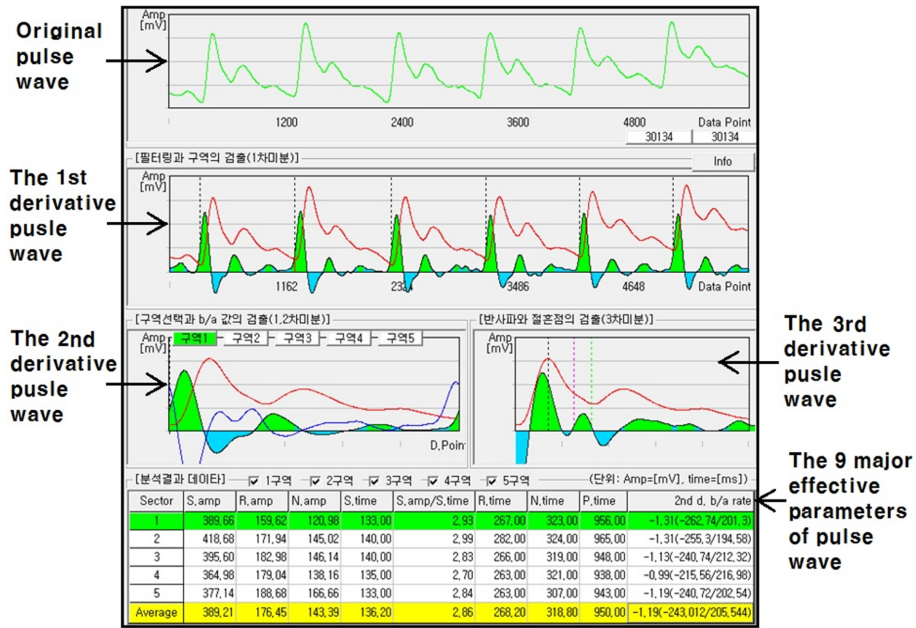 Original
pulse
wave
Amp
[mV]
1200
2400
3600
4800
Data Point
30134
30134
The 1st
derivative
pusle
wave
[필터링과 구역의 검출(1차미분)]
Info
Amp
[mV]
1162
2324
3486
4648
Data Point
The 2nd
derivative
pusle
wave
[구역선택과 b/a 값의 검출(1,2차미분)]
Amp
[mV]
구역1
구역2
구역3
구역4
구역5
D,Poin
[반사파와 절흔점의 검출(3차미분)]
Amp
[mV]
The 3rd
derivative
pusle
wave
The 9 major
effective
parameters
of pulse
wave
[분석결과 데이타] 1구역 2구역 3구역 4구역 5구역 (단위: Amp=[mV], time=[ms])
Sector S,amp R,amp N,amp S,time S,amp/S,time R,time N,time P,time 2nd d, b/a rate
1 389,66 159,62 120,98 133,00 2,93 267,00 323,00 956,00 -1,31(-262,74/201,3)
2 418,68 171,94 145,02 140,00 2,99 282,00 324,00 965,00 -1,31(-255,3/194,58)
3 395,60 182,98 146,14 140,00 2,83 266,00 319,00 948,00 -1,13(-240,74/212,32)
4 364,98 179,04 138,16 135,00 2,70 263,00 321,00 938,00 -0,99(-215,56/216,98)
5 377,14 188,68 166,66 133,00 2,84 263,00 307,00 943,00 -1,19(-240,72/202,54)
Average 389,21 176,45 143,39 136,20 2,86 268,20 318,80 950,00 -1,19(-243,012/205,544)